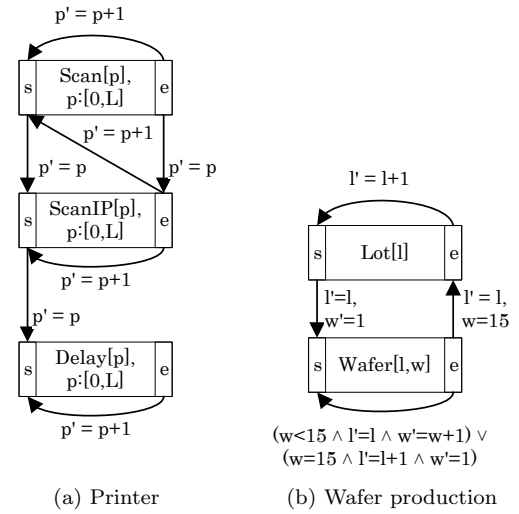 p' = p+1
s
Scan[p],
p:[0,L]
e
p' = p+1
p' = p
p' = p
s
ScanIP[p],
p:[0,L]
e
p' = p+1
p' = p
s
Delay[p],
p:[0,L]
e
p' = p+1
(a) Printer
l' = l+1
s
Lot[l]
e
l'=l,
w'=1
l' = l,
w=15
s
Wafer[l,w]
e
(w<15 ∧ l'=l ∧ w'=w+1) ∨
(w=15 ∧ l'=l+1 ∧ w'=1)
(b) Wafer production